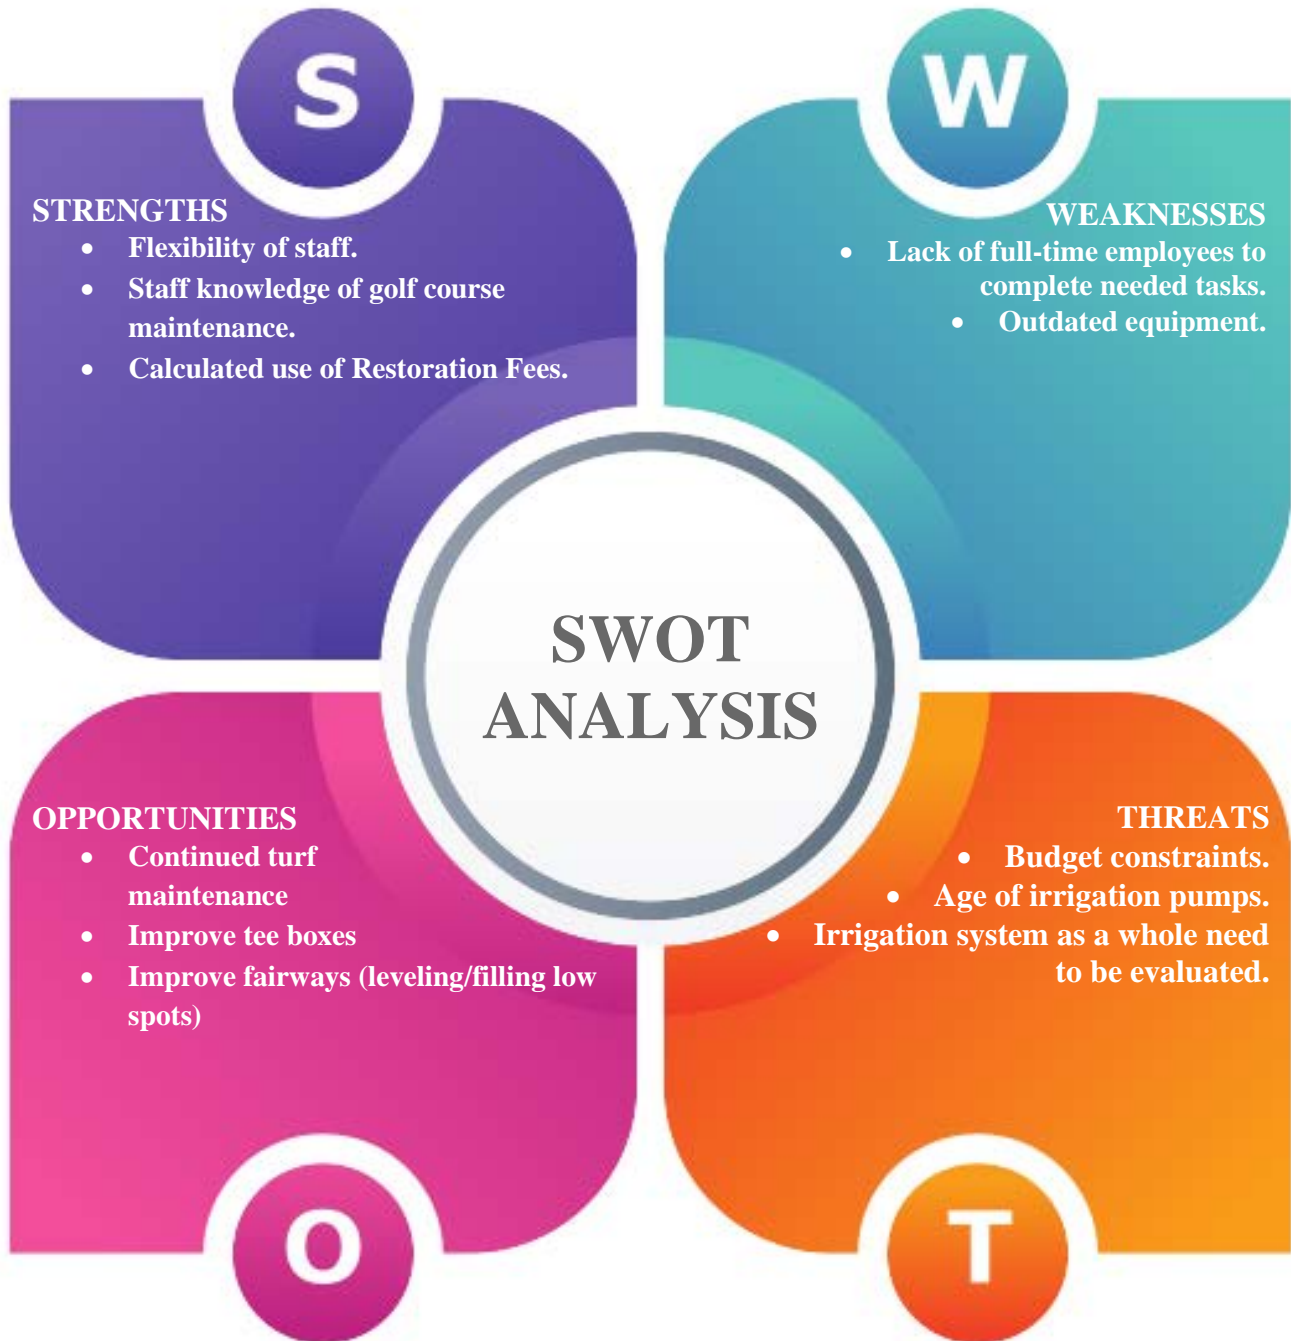 S
STRENGTHS
• Flexibility of staff.
• Staff knowledge of golf course
maintenance.
• Calculated use of Restoration Fees.
W
WEAKNESSES
• Lack of full-time employees to
complete needed tasks.
• Outdated equipment.
SWOT
ANALYSIS
OPPORTUNITIES
• Continued turf
maintenance
• Improve tee boxes
• Improve fairways (leveling/filling low
spots)
O
THREATS
• Budget constraints.
• Age of irrigation pumps.
• Irrigation system as a whole need
to be evaluated.
T